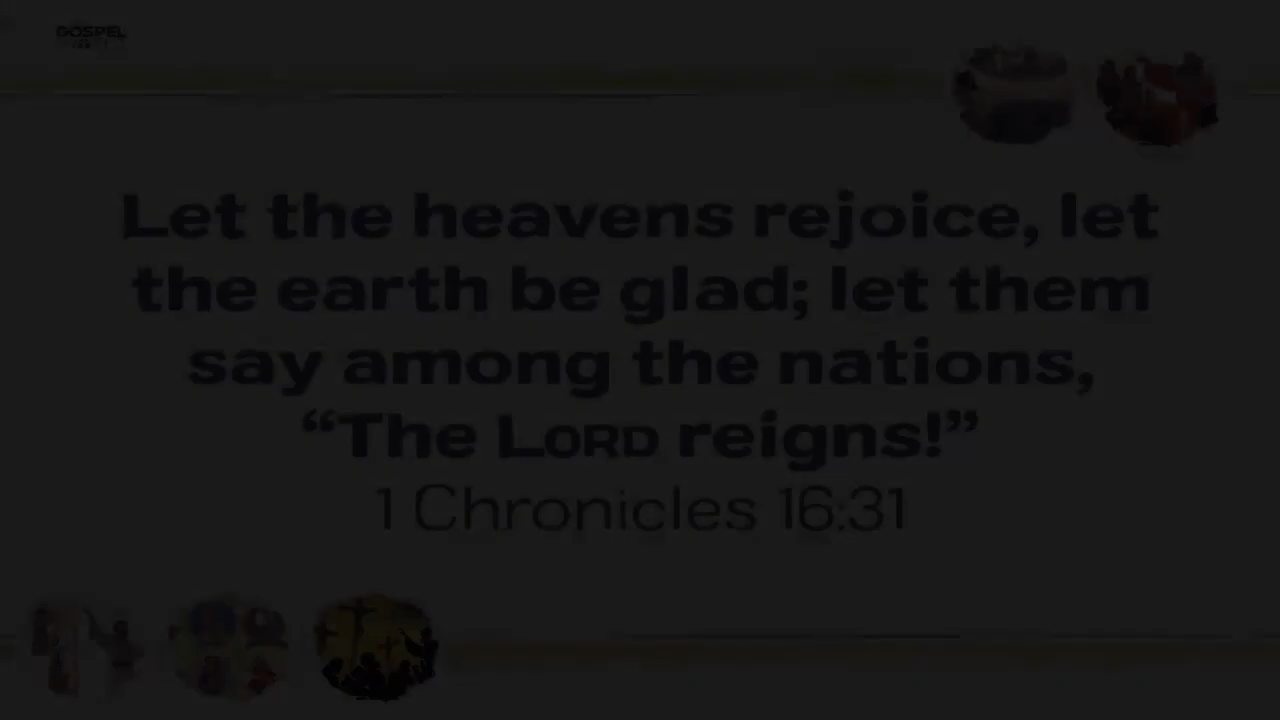 GOSPEL
Let the heavens rejoice, let
the earth be glad; let them
say among the nations,
“The LORD reigns!”
1 Chronicles 16:31